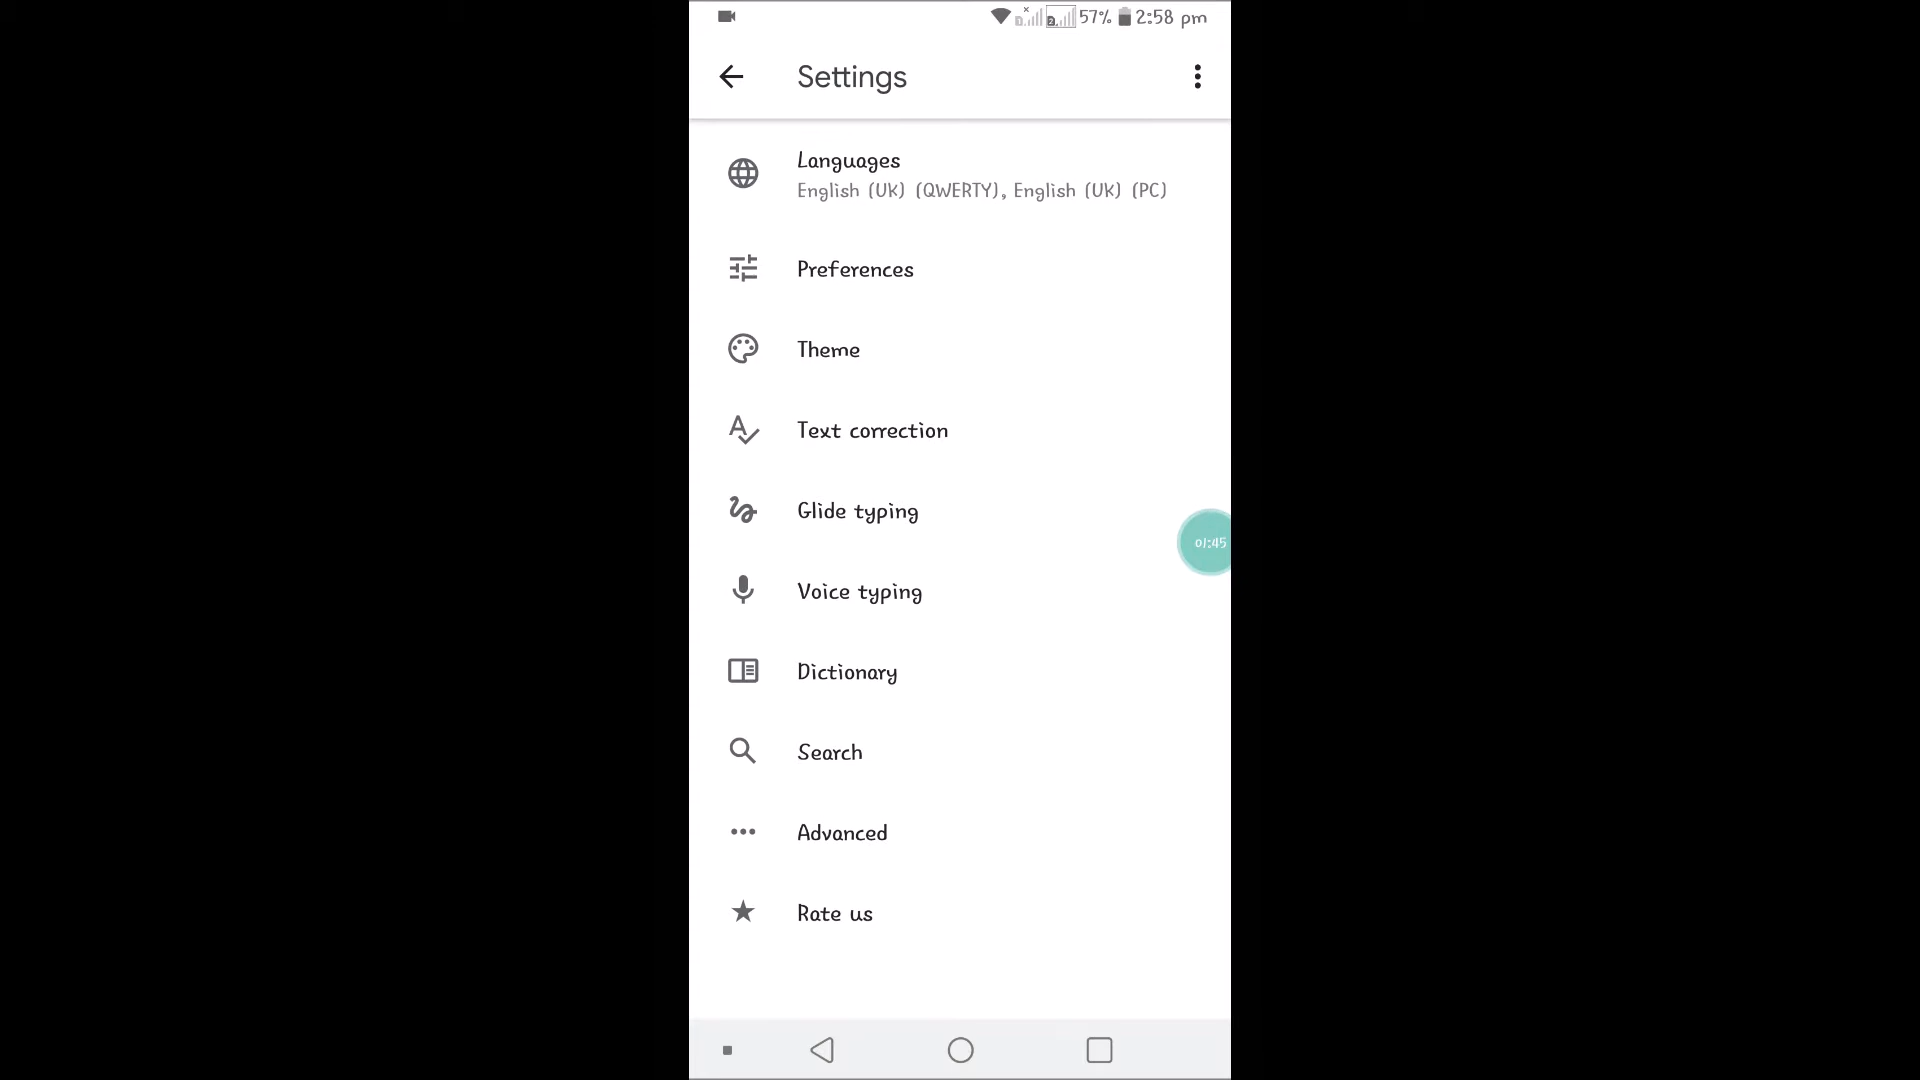 57% 2:58 pm
Settings
Languages
English (UK) (QWERTY), English (UK) (PC)
Preferences
Theme
Text correction
Glide typing
01:45
Voice typing
Dictionary
Search
Advanced
Rate us